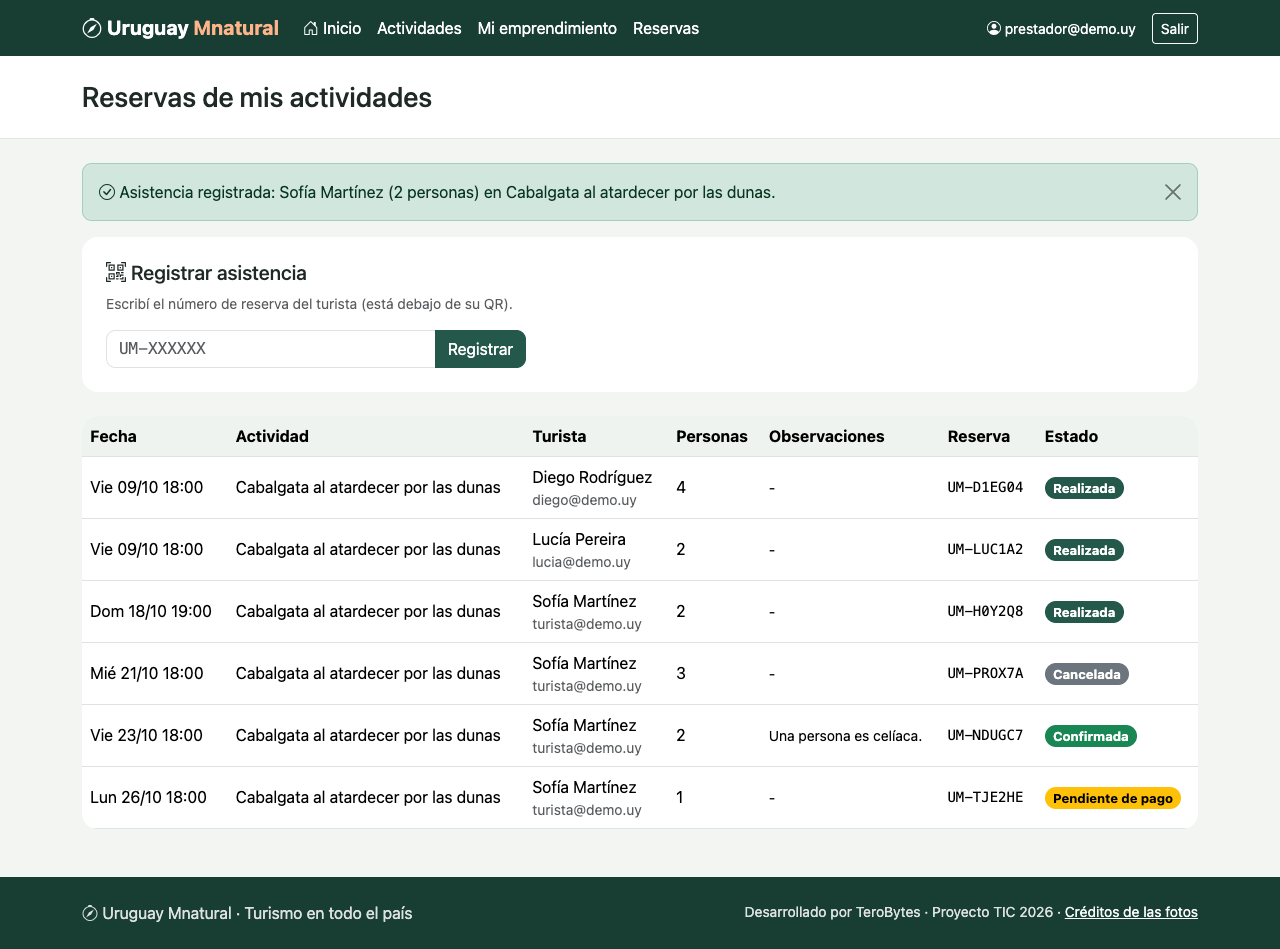 Uruguay Mnatural Inicio Actividades Mi emprendimiento Reservas prestador@demo.uy Salir
Reservas de mis actividades
Asistencia registrada: Sofía Martínez (2 personas) en Cabalgata al atardecer por las dunas.
Registrar asistencia
Escribí el número de reserva del turista (está debajo de su QR).
UM-XXXXXX Registrar
Fecha Actividad Turista Personas Observaciones Reserva Estado
Vie 09/10 18:00 Cabalgata al atardecer por las dunas Diego Rodríguez 4 - UM-D1EG04 Realizada
diego@demo.uy
Vie 09/10 18:00 Cabalgata al atardecer por las dunas Lucía Pereira 2 - UM-LUC1A2 Realizada
lucia@demo.uy
Dom 18/10 19:00 Cabalgata al atardecer por las dunas Sofía Martínez 2 - UM-H0Y2Q8 Realizada
turista@demo.uy
Mié 21/10 18:00 Cabalgata al atardecer por las dunas Sofía Martínez 3 - UM-PROX7A Cancelada
turista@demo.uy
Vie 23/10 18:00 Cabalgata al atardecer por las dunas Sofía Martínez 2 Una persona es celíaca. UM-NDUGC7 Confirmada
turista@demo.uy
Lun 26/10 18:00 Cabalgata al atardecer por las dunas Sofía Martínez 1 - UM-TJE2HE Pendiente de pago
turista@demo.uy
Uruguay Mnatural · Turismo en todo el país Desarrollado por TeroBytes · Proyecto TIC 2026 · Créditos de las fotos